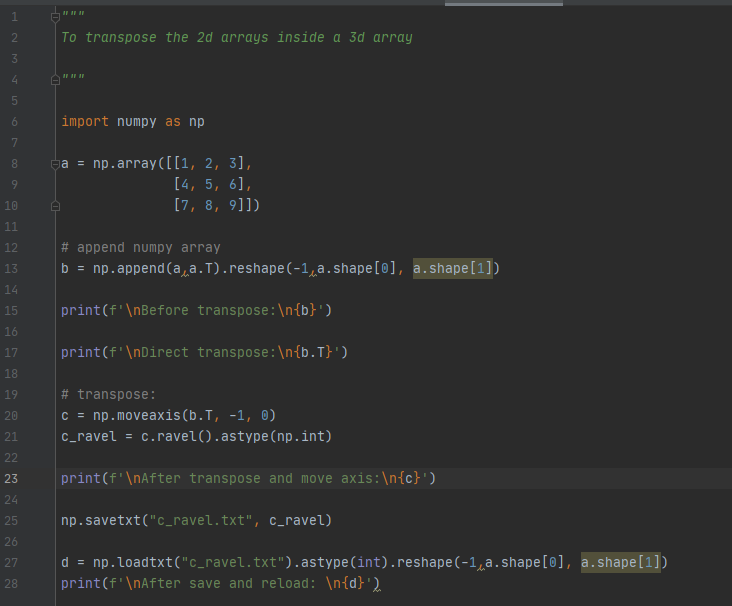 1 """
2 To transpose the 2d arrays inside a 3d array
3
4 """
5
6 import numpy as np
7
8 a = np.array([[1, 2, 3],
9               [4, 5, 6],
10               [7, 8, 9]])
11
12 # append numpy array
13 b = np.append(a,a.T).reshape(-1,a.shape[0], a.shape[1])
14
15 print(f'\nBefore transpose:\n{b}')
16
17 print(f'\nDirect transpose:\n{b.T}')
18
19 # transpose:
20 c = np.moveaxis(b.T, -1, 0)
21 c_ravel = c.ravel().astype(np.int)
22
23 print(f'\nAfter transpose and move axis:\n{c}')
24
25 np.savetxt("c_ravel.txt", c_ravel)
26
27 d = np.loadtxt("c_ravel.txt").astype(int).reshape(-1,a.shape[0], a.shape[1])
28 print(f'\nAfter save and reload: \n{d}')